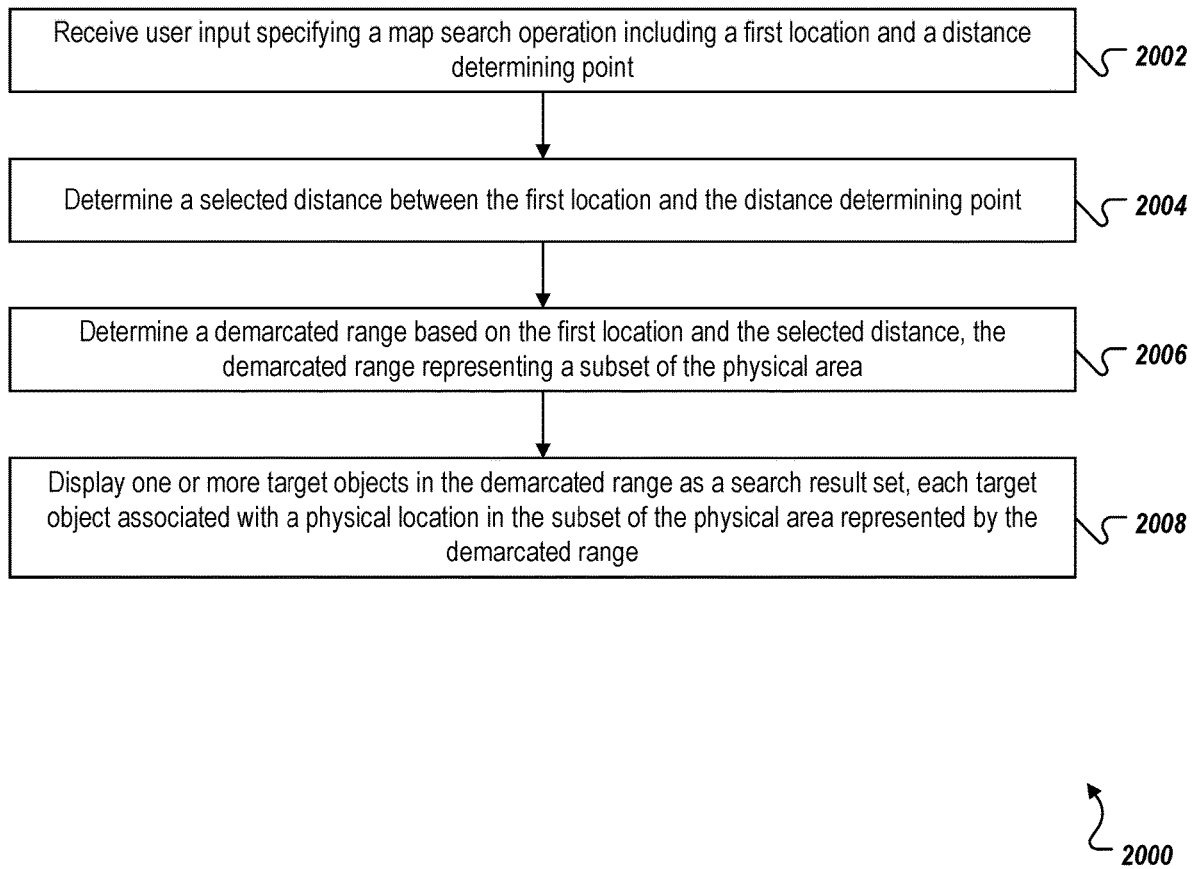 Receive user input specifying a map search operation including a first location and a distance
determining point
2002
Determine a selected distance between the first location and the distance determining point
2004
Determine a demarcated range based on the first location and the selected distance, the
demarcated range representing a subset of the physical area
2006
Display one or more target objects in the demarcated range as a search result set, each target
object associated with a physical location in the subset of the physical area represented by the
demarcated range
2008
2000